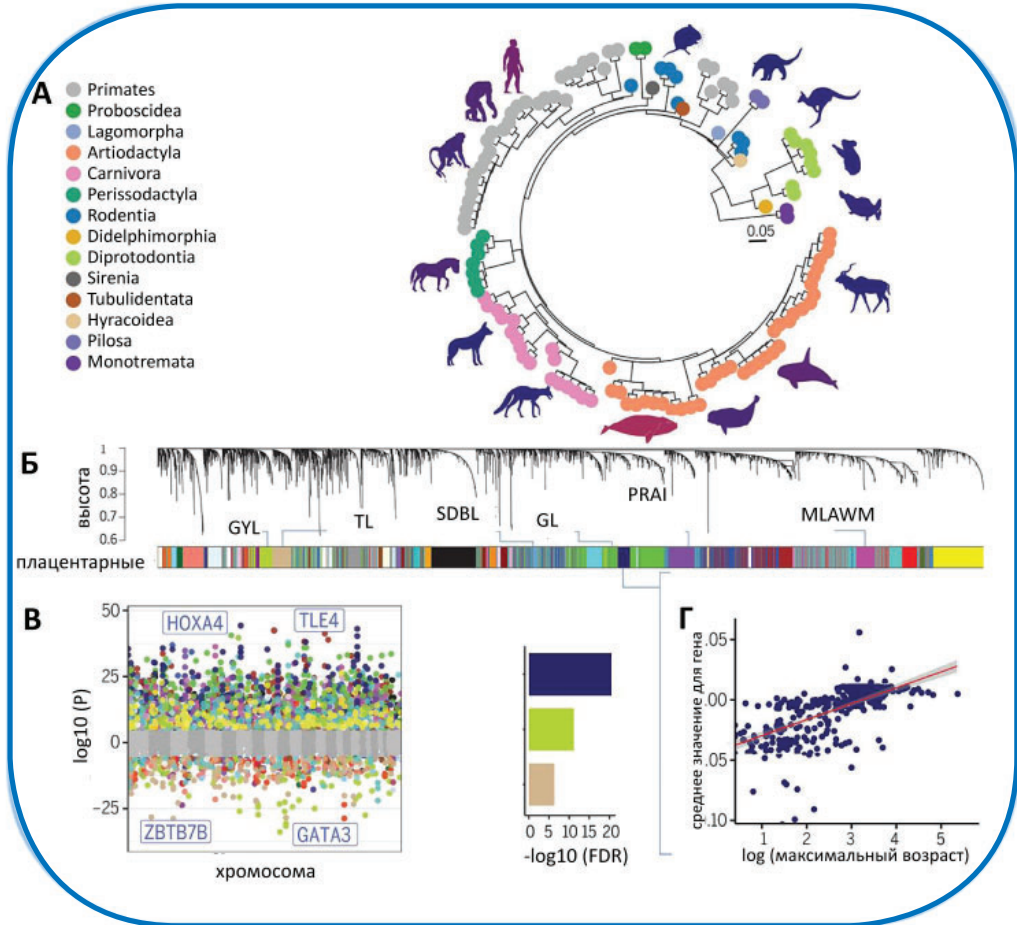 А
Primates
Proboscidea
Lagomorpha
Artiodactyla
Carnivora
Perissodactyla
Rodentia
Didelphimorphia
Diprotodontia
Sirenia
Tubulidentata
Hyracoidea
Pilosa
Monotremata
0.05
Б
высота
1
0.9
0.8
0.7
0.6
GYL
TL
SDBL
GL
PRAI
MLAWM
плацентарные
В
log10 (P)
50
25
0
−25
HOXA4
TLE4
ZBTB7B
GATA3
хромосома
0 5 10 15 20
-log10 (FDR)
Г
среднее значение для гена
.05
.00
.05
.10
1 2 3 4 5
log (максимальный возраст)